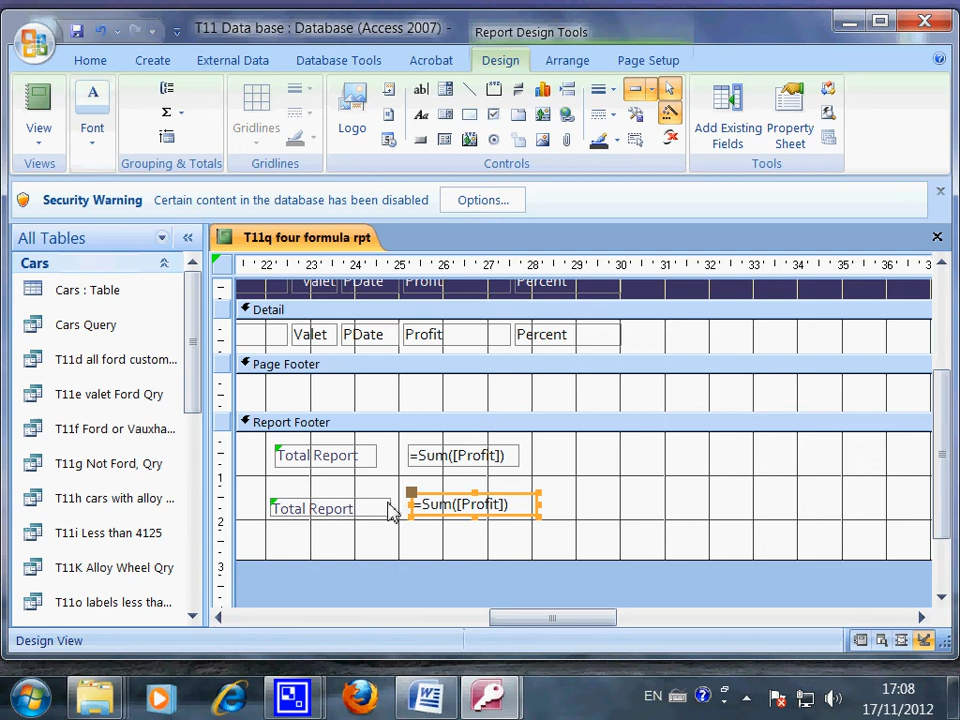 T11 Data base : Database (Access 2007) -
Report Design Tools
Home
Create
External Data
Database Tools
Acrobat
Design
Arrange
Page Setup
View
Font
Gridlines
Logo
Add Existing Fields
Property Sheet
Views
Grouping & Totals
Gridlines
Controls
Tools
Security Warning
Certain content in the database has been disabled
Options...
All Tables
T11q four formula rpt
Cars
22 23 24 25 26 27 28 29 30 31 32 33 34 35
Valet PDate Profit Percent
Detail
Valet PDate Profit Percent
Page Footer
Report Footer
Total Report
=Sum([Profit])
1
Total Report
=Sum([Profit])
2
3
Cars : Table
Cars Query
T11d all ford custom...
T11e valet Ford Qry
T11f Ford or Vauxha...
T11g Not Ford, Qry
T11h cars with alloy ...
T11i Less than 4125
T11K Alloy Wheel Qry
T11o labels less tha...
Design View
EN
17:08
17/11/2012